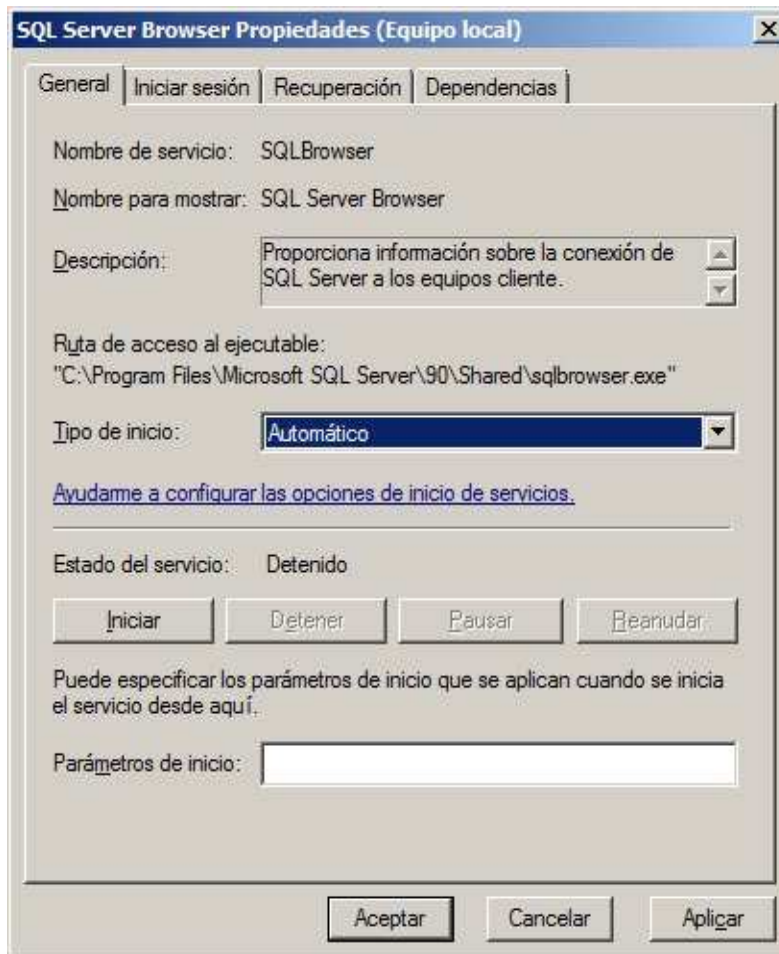 SQL Server Browser Propiedades (Equipo local)
General Iniciar sesión Recuperación Dependencias
Nombre de servicio: SQLBrowser
Nombre para mostrar: SQL Server Browser
Descripción: Proporciona información sobre la conexión de
SQL Server a los equipos cliente.
Ruta de acceso al ejecutable:
"C:\Program Files\Microsoft SQL Server\90\Shared\sqlbrowser.exe"
Tipo de inicio: Automático
Ayudarme a configurar las opciones de inicio de servicios.
Estado del servicio: Detenido
Iniciar Detener Pausar Reanudar
Puede especificar los parámetros de inicio que se aplican cuando se inicia
el servicio desde aquí.
Parámetros de inicio:
Aceptar Cancelar Aplicar